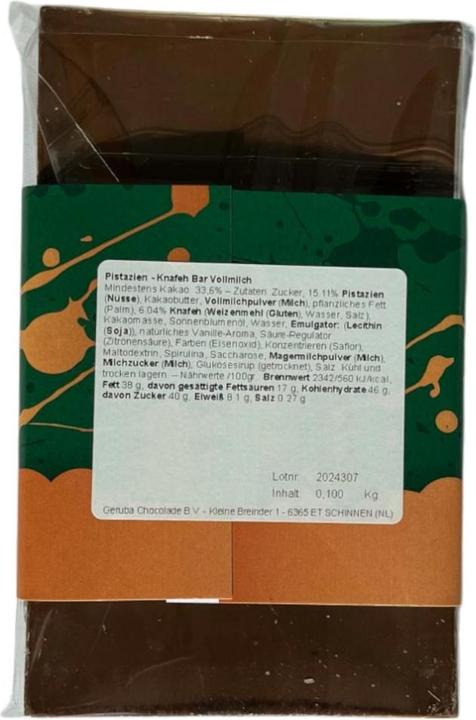 Pistazien - Knafeh Bar Vollmilch
Mindestens Kakao: 33,6% – Zutaten: Zucker, 15.11% Pistazien
(Nüsse), Kakaobutter, Vollmilchpulver (Milch), pflanzliches Fett
(Palm), 6.04% Knafeh (Weizenmehl (Gluten), Wasser, Salz),
Kakaomasse, Sonnenblumenöl, Wasser, Emulgator: (Lecithin
(Soja)), natürliches Vanille-Aroma, Säure-Regulator
(Zitronensäure), Farben (Eisenoxid), Konzentrieren (Saflor),
Maltodextrin, Spirulina, Saccharose, Magermilchpulver (Milch),
Milchzucker (Milch), Glukosesirup (getrocknet), Salz. Kühl und
trocken lagern. – Nährwerte /100gr: Brennwert 2342/560 kJ/kcal,
Fett 38 g, davon gesättigte Fettsäuren 17 g, Kohlenhydrate 46 g,
davon Zucker 40 g, Eiweiß 8.1 g, Salz 0.27 g
Lotnr 2024307
Inhalt 0,100 Kg
Geruba Chocolade B.V. - Kleine Breinder 1 - 6365 ET SCHINNEN (NL)